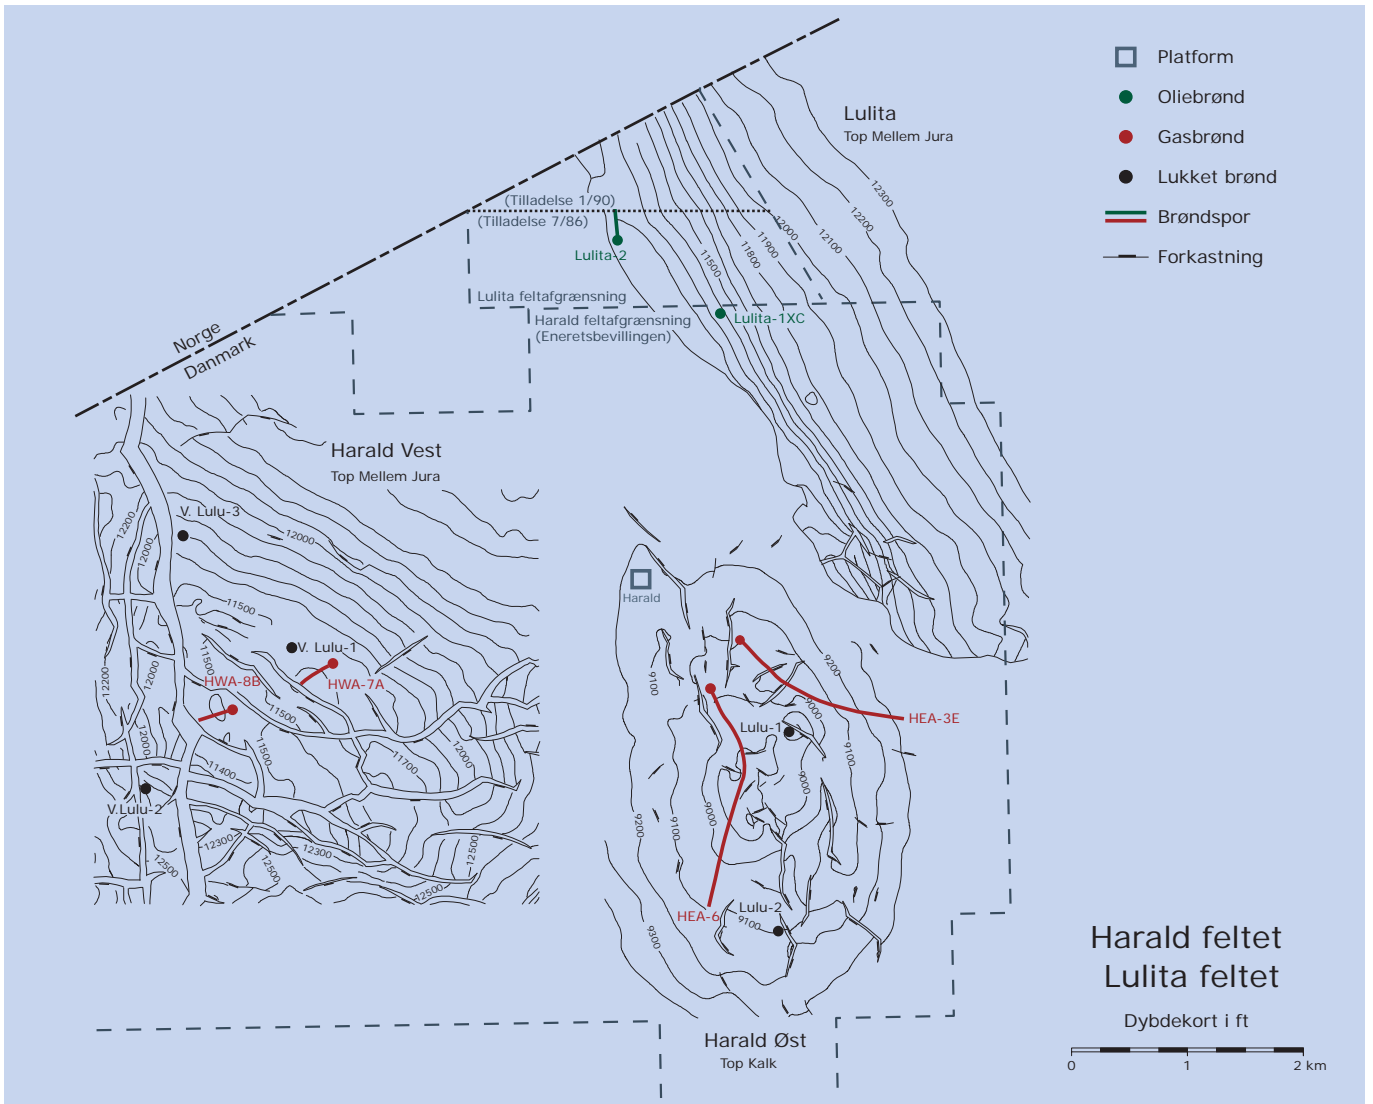 Platform
Oliebrønd
Gasbrønd
Lukket brønd
Brøndspor
Forkastning
Lulita
Top Mellem Jura
12300
12200
12100
12000
11900
11800
11500
(Tilladelse 1/90)
(Tilladelse 7/86)
Lulita-2
Lulita feltafgrænsning
Harald feltafgrænsning
(Eneretsbevillingen)
Lulita-1XC
Norge
Danmark
Harald Vest
Top Mellem Jura
V. Lulu-3
12200
12000
12000
11500
V. Lulu-1
11500
HWA-8B
HWA-7A
12200
12000
11500
12000
11500
11400
11700
12000
V.Lulu-2
12300
12300
12500
12500
12500
12500
Harald
9100
9200
9000
HEA-3E
Lulu-1
9100
9000
9000
9100
9200
Lulu-2
9100
HEA-6
9300
Harald Øst
Top Kalk
Harald feltet
Lulita feltet
Dybdekort i ft
0 1 2 km